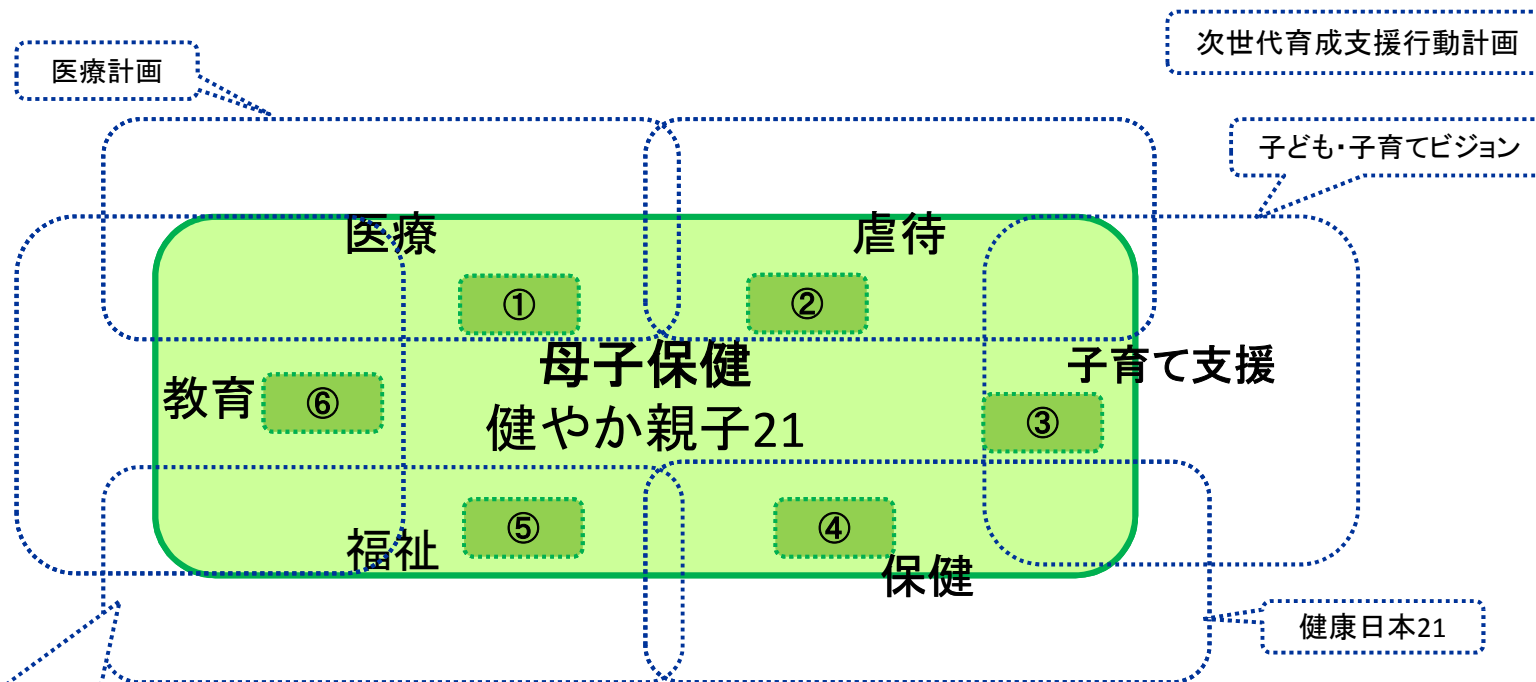 次世代育成支援行動計画
医療計画
子ども・子育てビジョン
医療
虐待
①
②
母子保健
子育て支援
教育
⑥
健やか親子21
③
⑤
④
福祉
保健
健康日本21